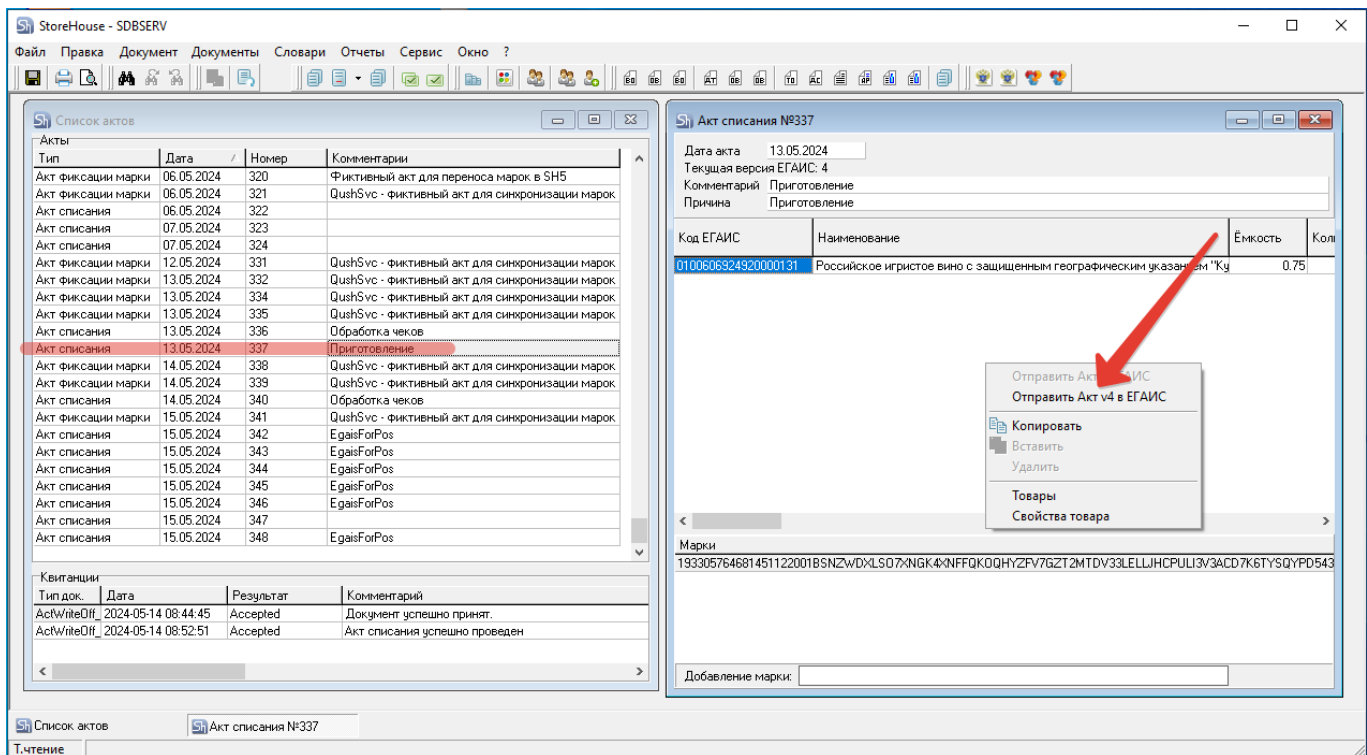 StoreHouse - SDBSERV
Файл Правка Документ Документы Словари Отчеты Сервис Окно ?
Список актов
Акты
Тип Дата Номер Комментарии
Акт фиксации марки 06.05.2024 320 Фиктивный акт для переноса марок в SH5
Акт фиксации марки 06.05.2024 321 QushSvc - фиктивный акт для синхронизации марок
Акт списания 06.05.2024 322
Акт списания 07.05.2024 323
Акт списания 07.05.2024 324
Акт фиксации марки 12.05.2024 331 QushSvc - фиктивный акт для синхронизации марок
Акт фиксации марки 13.05.2024 332 QushSvc - фиктивный акт для синхронизации марок
Акт фиксации марки 13.05.2024 334 QushSvc - фиктивный акт для синхронизации марок
Акт фиксации марки 13.05.2024 335 QushSvc - фиктивный акт для синхронизации марок
Акт списания 13.05.2024 336 Обработка чеков
Акт списания 13.05.2024 337 Приготовление
Акт фиксации марки 14.05.2024 338 QushSvc - фиктивный акт для синхронизации марок
Акт фиксации марки 14.05.2024 339 QushSvc - фиктивный акт для синхронизации марок
Акт списания 14.05.2024 340 Обработка чеков
Акт фиксации марки 15.05.2024 341 QushSvc - фиктивный акт для синхронизации марок
Акт списания 15.05.2024 342 EgaisForPos
Акт списания 15.05.2024 343 EgaisForPos
Акт списания 15.05.2024 344 EgaisForPos
Акт списания 15.05.2024 345 EgaisForPos
Акт списания 15.05.2024 346 EgaisForPos
Акт списания 15.05.2024 347
Акт списания 15.05.2024 348 EgaisForPos
Квитанции
Тип док. Дата Результат Комментарий
ActWriteOff_ 2024-05-14 08:44:45 Accepted Документ успешно принят.
ActWriteOff_ 2024-05-14 08:52:51 Accepted Акт списания успешно проведен
Акт списания №337
Дата акта 13.05.2024
Текущая версия ЕГАИС: 4
Комментарий Приготовление
Причина Приготовление
Код ЕГАИС Наименование Ёмкость Коли
0100606924920000131 Российское игристое вино с защищенным географическим указанием "Ку 0.75
Отправить Акт ЕГАИС
Отправить Акт v4 в ЕГАИС
Копировать
Вставить
Удалить
Товары
Свойства товара
Марки
193305764681451122001BSNZWDXLSO7XNGK4XNFFQKOQHYZFV7GZT2MTDV33LELLJHCPULI3V3ACD7K6TYSQYPD543
Добавление марки:
Список актов Акт списания №337
Т.чтение